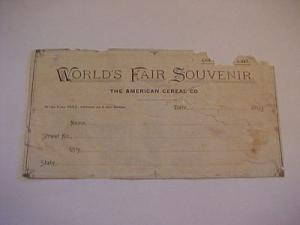 WORLD'S FAIR SOUVENIR
THE AMERICAN CEREAL CO
Date,
Name,
Street No.,
City,
State,